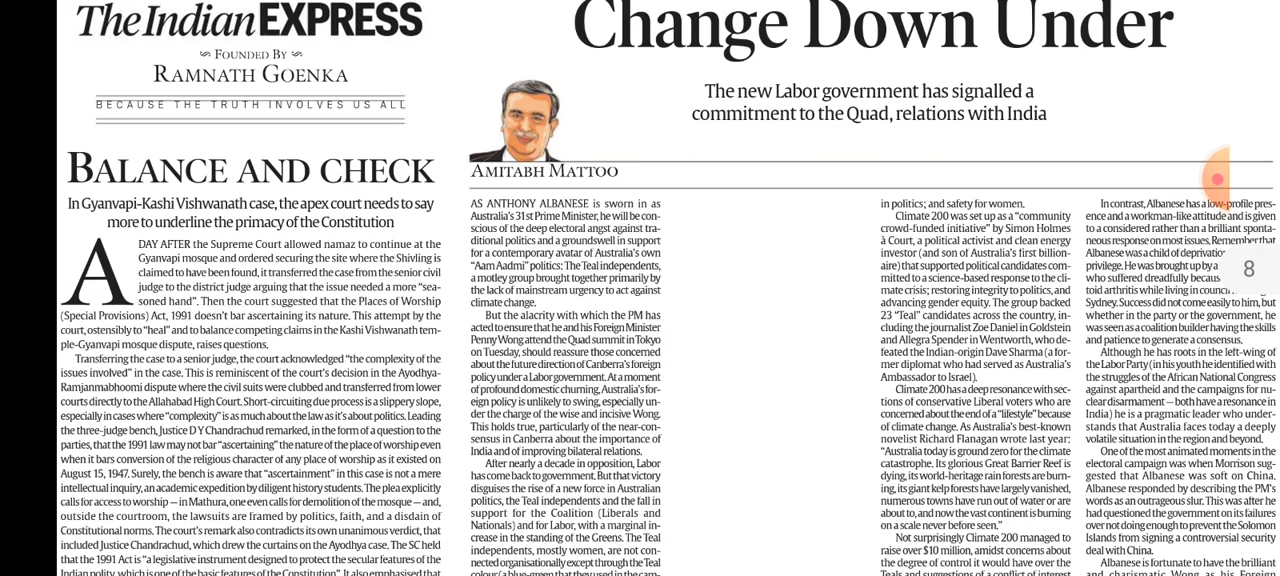 The Indian EXPRESS
FOUNDED BY
RAMNATH GOENKA
BECAUSE THE TRUTH INVOLVES US ALL
BALANCE AND CHECK
In Gyanvapi-Kashi Vishwanath case, the apex court needs to say
more to underline the primacy of the Constitution
A DAY AFTER the Supreme Court allowed namaz to continue at the
Gyanvapi mosque and ordered securing the site where the Shivling is
claimed to have been found, it transferred the case from the senior civil
judge to the district judge arguing that the issue needed a more "sea-
soned hand". Then the court suggested that the Places of Worship
(Special Provisions) Act, 1991 doesn't bar ascertaining its nature. This attempt by the
court, ostensibly to "heal" and to balance competing claims in the Kashi Vishwanath tem-
ple-Gyanvapi mosque dispute, raises questions.
Transferring the case to a senior judge, the court acknowledged "the complexity of the
issues involved" in the case. This is reminiscent of the court's decision in the Ayodhya-
Ramjanmabhoomi dispute where the civil suits were clubbed and transferred from lower
courts directly to the Allahabad High Court. Short-circuiting due process is a slippery slope,
especially in cases where "complexity" is as much about the law as it's about politics. Leading
the three-judge bench, Justice D Y Chandrachud remarked, in the form of a question to the
parties, that the 1991 law may not bar "ascertaining" the nature of the place of worship even
when it bars conversion of the religious character of any place of worship as it existed on
August 15, 1947. Surely, the bench is aware that "ascertainment" in this case is not a mere
intellectual inquiry, an academic expedition by diligent history students. The plea explicitly
calls for access to worship — in Mathura, one even calls for demolition of the mosque — and,
outside the courtroom, the lawsuits are framed by politics, faith, and a disdain of
Constitutional norms. The court's remark also contradicts its own unanimous verdict, that
included Justice Chandrachud, which drew the curtains on the Ayodhya case. The SC held
that the 1991 Act is "a legislative instrument designed to protect the secular features of the
Indian polity, which is one of the basic features of the Constitution". It also emphasised that
Change Down Under
The new Labor government has signalled a
commitment to the Quad, relations with India
AMITABH MATTOO
AS ANTHONY ALBANESE is sworn in as
Australia's 31st Prime Minister, he will be con-
scious of the deep electoral angst against tra-
ditional politics and a groundswell in support
for a contemporary avatar of Australia's own
"Aam Aadmi" politics: The Teal independents,
a motley group brought together primarily by
the lack of mainstream urgency to act against
climate change.
But the alacrity with which the PM has
acted to ensure that he and his Foreign Minister
Penny Wong attend the Quad summit in Tokyo
on Tuesday, should reassure those concerned
about the future direction of Canberra's foreign
policy under a Labor government. At a moment
of profound domestic churning, Australia's for-
eign policy is unlikely to swing, especially un-
der the charge of the wise and incisive Wong.
This holds true, particularly of the near-con-
sensus in Canberra about the importance of
India and of improving bilateral relations.
After nearly a decade in opposition, Labor
has come back to government. But that victory
disguises the rise of a new force in Australian
politics, the Teal independents and the fall in
support for the Coalition (Liberals and
Nationals) and for Labor, with a marginal in-
crease in the standing of the Greens. The Teal
independents, mostly women, are not con-
nected organisationally except through the Teal
colour (a blue-green that they used in the cam-
in politics; and safety for women.
Climate 200 was set up as a "community
crowd-funded initiative" by Simon Holmes
à Court, a political activist and clean energy
investor (and son of Australia's first billion-
aire) that supported political candidates com-
mitted to a science-based response to the cli-
mate crisis; restoring integrity to politics, and
advancing gender equity. The group backed
23 "Teal" candidates across the country, in-
cluding the journalist Zoe Daniel in Goldstein
and Allegra Spender in Wentworth, who de-
feated the Indian-origin Dave Sharma (a for-
mer diplomat who had served as Australia's
Ambassador to Israel).
Climate 200 has a deep resonance with sec-
tions of conservative Liberal voters who are
concerned about the end of a "lifestyle" because
of climate change. As Australia's best-known
novelist Richard Flanagan wrote last year:
"Australia today is ground zero for the climate
catastrophe. Its glorious Great Barrier Reef is
dying, its world-heritage rain forests are burn-
ing, its giant kelp forests have largely vanished,
numerous towns have run out of water or are
about to, and now the vast continent is burning
on a scale never before seen."
Not surprisingly Climate 200 managed to
raise over $10 million, amidst concerns about
the degree of control it would have over the
Teals and suggestions of a conflict of interest
In contrast, Albanese has a low-profile pres-
ence and a workman-like attitude and is given
to a considered rather than a brilliant sponta-
neous response on most issues. Remember that
Albanese was a child of
privilege. He was brought up by a
who suffered dreadfully
toid arthritis while living in
Sydney. Success did not come easily to him, but
whether in the party or the government, he
was seen as a coalition builder having the skills
and patience to generate a consensus.
Although he has roots in the left-wing of
the Labor Party (in his youth he identified with
the struggles of the African National Congress
against apartheid and the campaigns for nu-
clear disarmament — both have a resonance in
India) he is a pragmatic leader who under-
stands that Australia faces today a deeply
volatile situation in the region and beyond.
One of the most animated moments in the
electoral campaign was when Morrison sug-
gested that Albanese was soft on China.
Albanese responded by describing the PM's
words as an outrageous slur. This was after he
had questioned the government on its failures
over not doing enough to prevent the Solomon
Islands from signing a controversial security
deal with China.
Albanese is fortunate to have the brilliant
and charismatic Wong as his Foreign
8